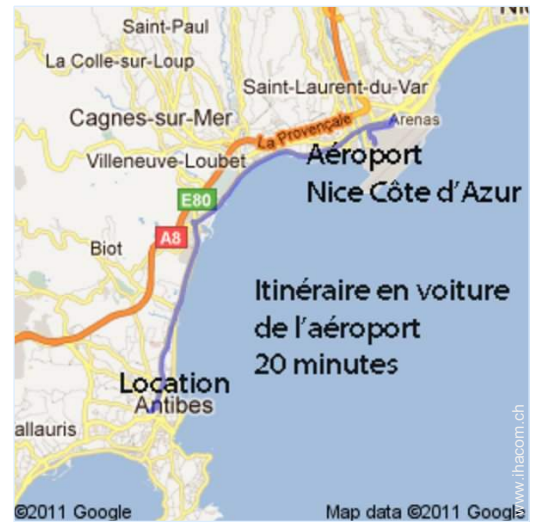 Ni
Saint-Paul
La Colle-sur-Loup
Saint-Laurent-du-Var
Cagnes-sur-Mer
Arenas
La Provençale
Villeneuve-Loubet
Aéroport
Nice Côte d'Azur
E80
A8
Biot
Itinéraire en voiture
de l'aéroport
20 minutes
Location
Antibes
allauris
©2011 Google
Map data ©2011 Google
www.ihacom.ch